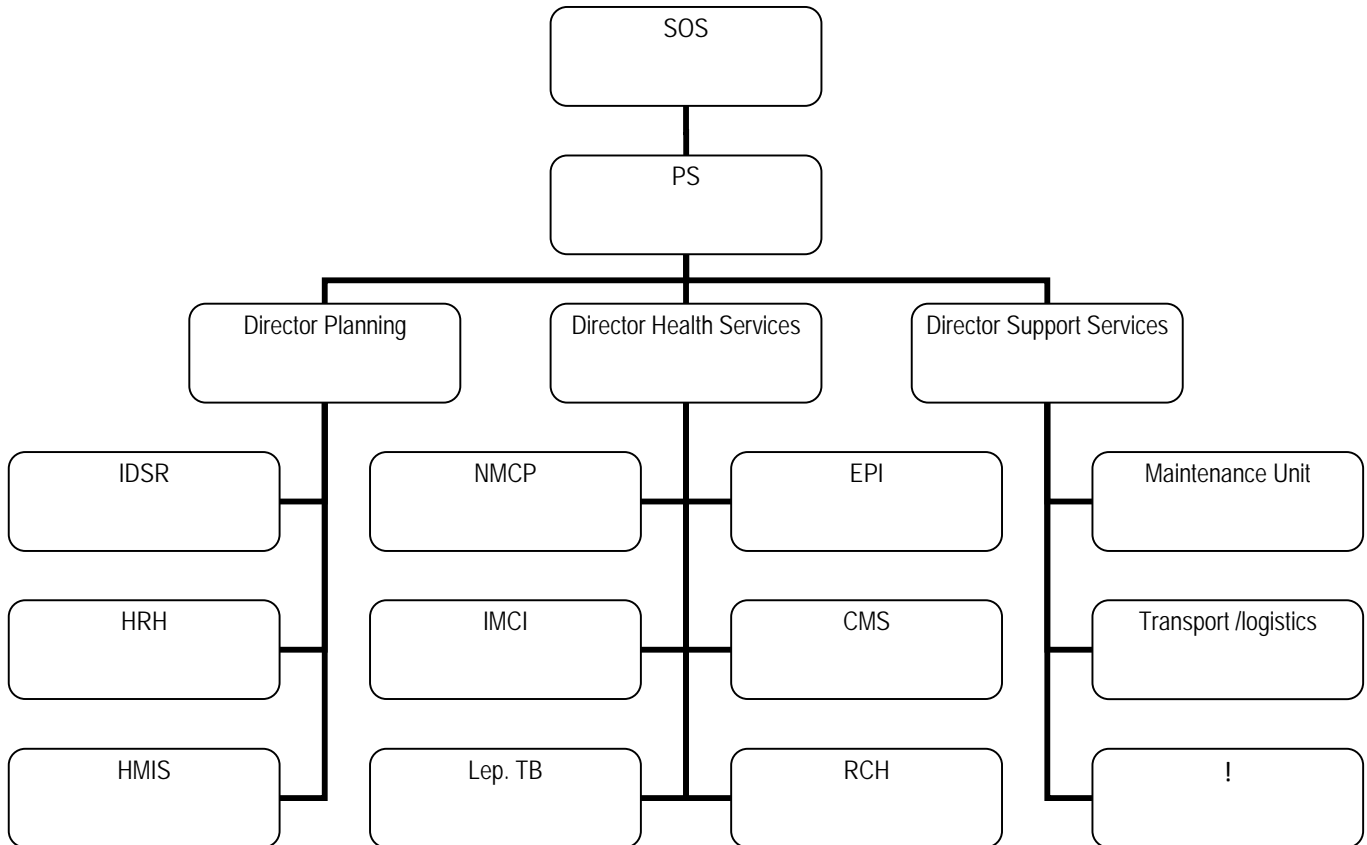 SOS
PS
Director Planning
Director Health Services
Director Support Services
IDSR
NMCP
EPI
Maintenance Unit
HRH
IMCI
CMS
Transport /logistics
HMIS
Lep. TB
RCH
!